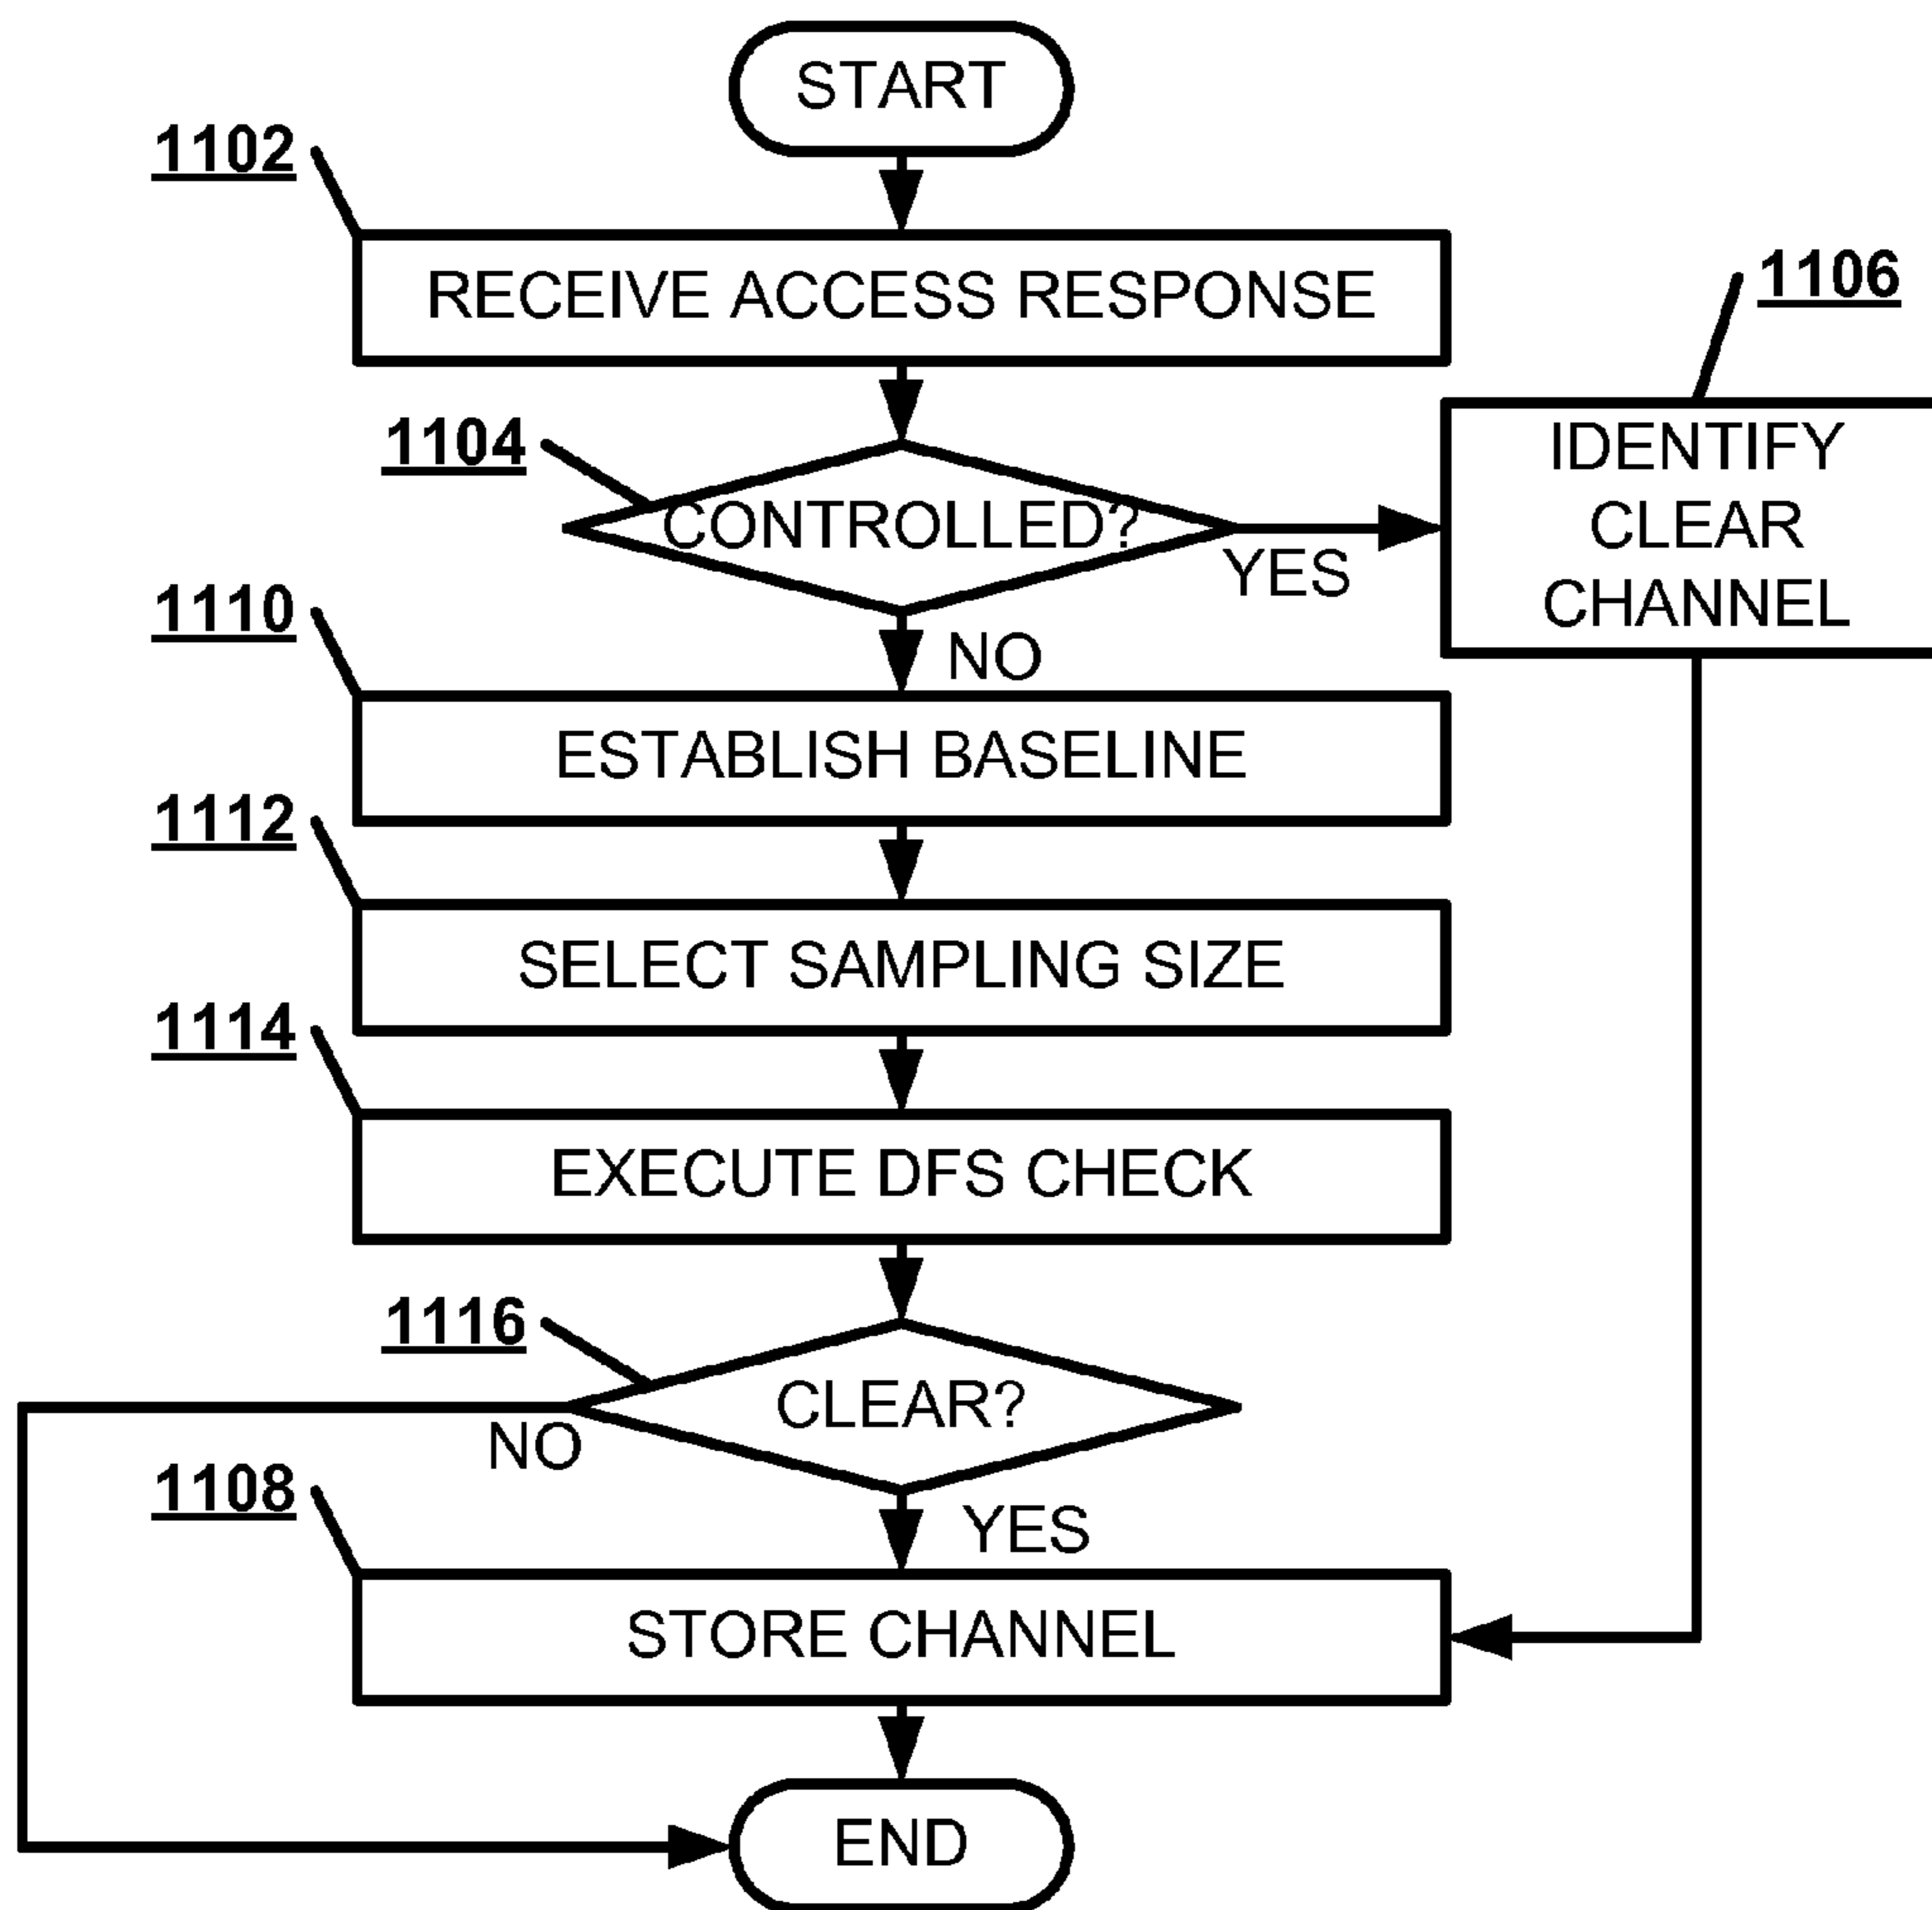 START
1102
RECEIVE ACCESS RESPONSE
1106
1104
CONTROLLED?
YES
IDENTIFY
CLEAR
CHANNEL
1110
NO
ESTABLISH BASELINE
1112
SELECT SAMPLING SIZE
1114
EXECUTE DFS CHECK
1116
CLEAR?
NO
1108
YES
STORE CHANNEL
END